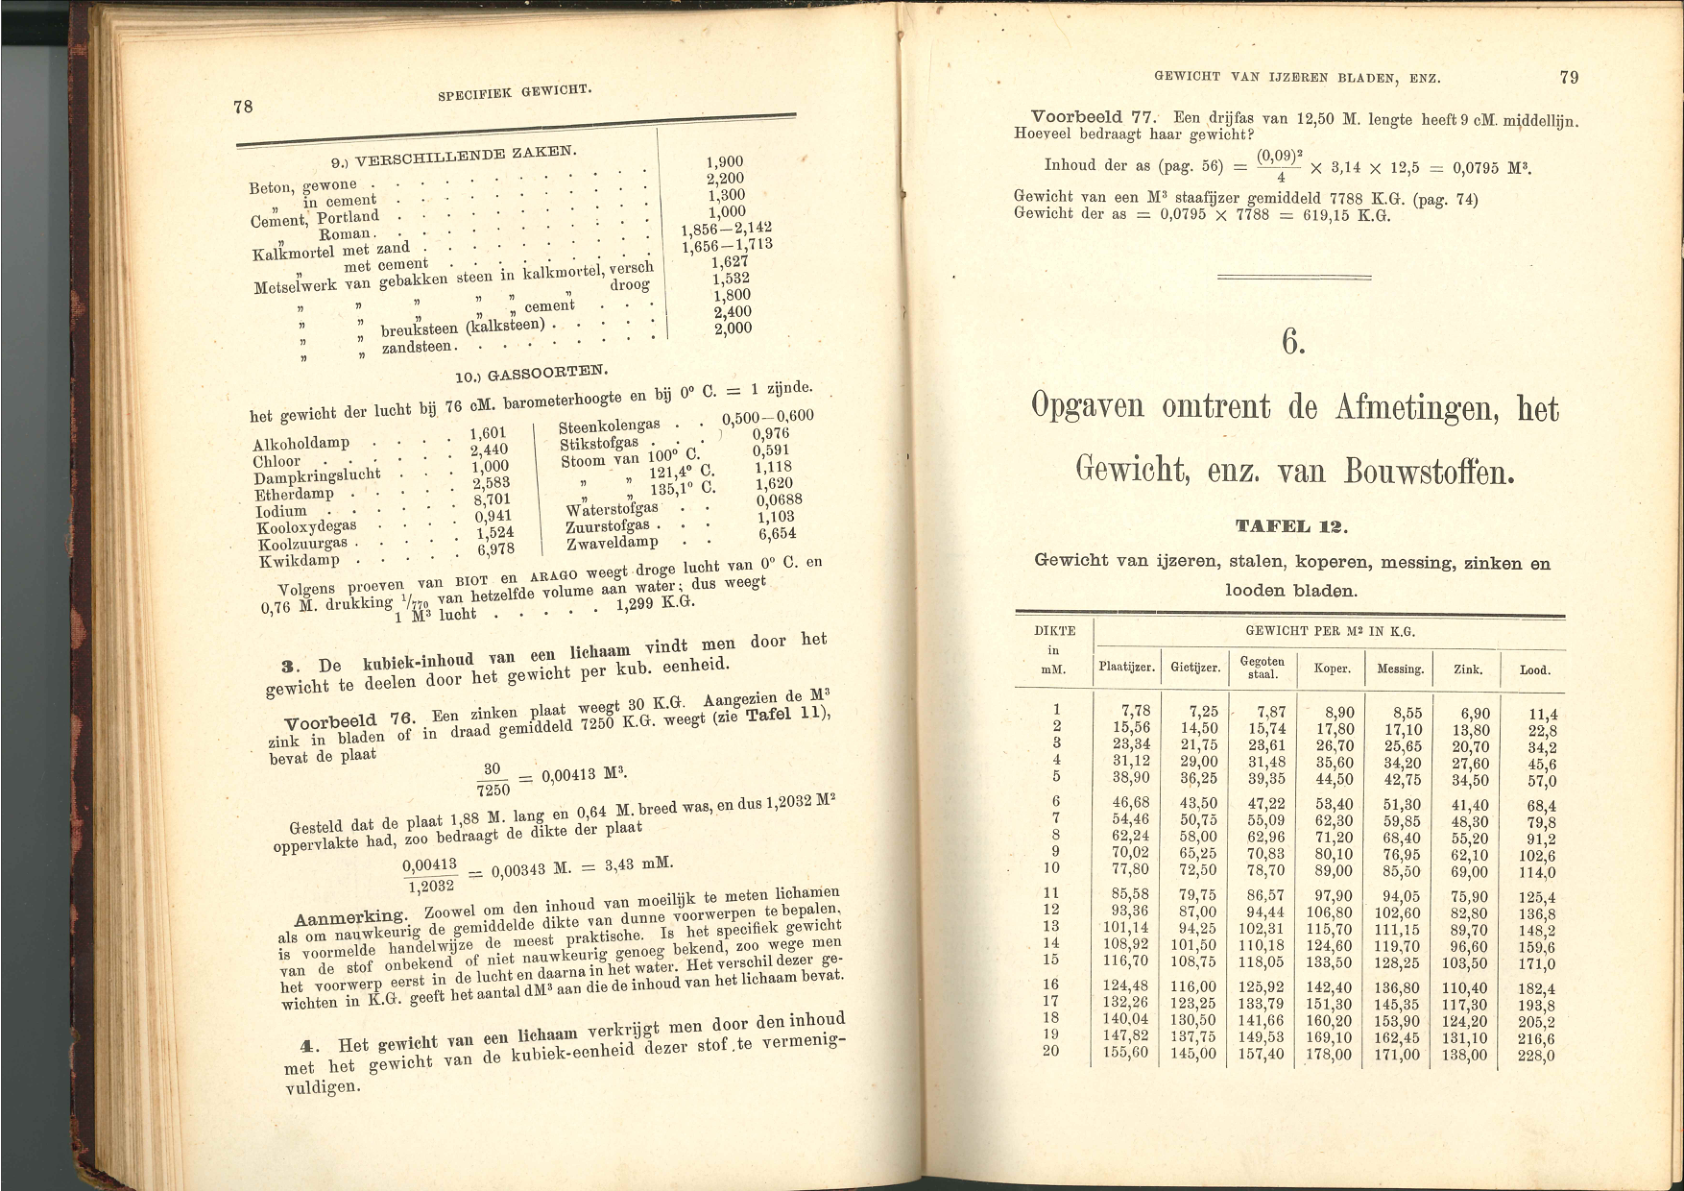 78
SPECIFIEK GEWICHT.
9.) VERSCHILLENDE ZAKEN.
Beton, gewone . . . . . . . . . . . 1,900
„ in cement . . . . . . . . . . 2,200
Cement, Portland . . . . . . . . . . 1,300
„ Roman . . . . . . . . . . 1,000
Kalkmortel met zand . . . . . . . . . 1,856—2,142
„ met cement . . . . . . . . 1,656—1,713
Metselwerk van gebakken steen in kalkmortel, versch 1,627
„ „ „ „ „ „ droog 1,532
„ „ „ „ „ cement . . . 1,800
„ „ breuksteen (kalksteen) . . . . . 2,400
„ „ zandsteen . . . . . . . . 2,000
10.) GASSOORTEN.
het gewicht der lucht bij 76 cM. barometerhoogte en bij 0° C. = 1 zijnde.
Alkoholdamp . . . . 1,601
Chloor . . . . . . 2,440
Dampkringslucht . . . 1,000
Etherdamp . . . . . 2,583
Iodium . . . . . . 8,701
Kooloxydegas . . . . 0,941
Koolzuurgas . . . . . 1,524
Kwikdamp . . . . . 6,978
Steenkolengas . . 0,500—0,600
Stikstofgas . . . 0,976
Stoom van 100° C. 0,591
„ „ 121,4° C. 1,118
„ „ 135,1° C. 1,620
Waterstofgas . . 0,0688
Zuurstofgas . . . 1,103
Zwaveldamp . . 6,654
Volgens proeven van BIOT en ARAGO weegt droge lucht van 0° C. en
0,76 M. drukking 1/770 van hetzelfde volume aan water; dus weegt
1 M³ lucht . . . . . 1,299 K.G.
3. De kubiek-inhoud van een lichaam vindt men door het
gewicht te deelen door het gewicht per kub. eenheid.
Voorbeeld 76. Een zinken plaat weegt 30 K.G. Aangezien de M³
zink in bladen of in draad gemiddeld 7250 K.G. weegt (zie Tafel 11),
bevat de plaat
30/7250 = 0,00413 M³.
Gesteld dat de plaat 1,88 M. lang en 0,64 M. breed was, en dus 1,2032 M²
oppervlakte had, zoo bedraagt de dikte der plaat
0,00413/1,2032 = 0,00343 M. = 3,43 mM.
Aanmerking. Zoowel om den inhoud van moeilijk te meten lichamen
als om nauwkeurig de gemiddelde dikte van dunne voorwerpen te bepalen,
is voormelde handelwijze de meest praktische. Is het specifiek gewicht
van de stof onbekend of niet nauwkeurig genoeg bekend, zoo wege men
het voorwerp eerst in de lucht en daarna in het water. Het verschil dezer ge-
wichten in K.G. geeft het aantal dM³ aan die de inhoud van het lichaam bevat.
4. Het gewicht van een lichaam verkrijgt men door den inhoud
met het gewicht van de kubiek-eenheid dezer stof te vermenig-
vuldigen.
GEWICHT VAN IJZEREN BLADEN, ENZ. 79
Voorbeeld 77. Een drijfas van 12,50 M. lengte heeft 9 cM. middellijn.
Hoeveel bedraagt haar gewicht?
Inhoud der as (pag. 56) = (0,09)²/4 × 3,14 × 12,5 = 0,0795 M³.
Gewicht van een M³ staafijzer gemiddeld 7788 K.G. (pag. 74)
Gewicht der as = 0,0795 × 7788 = 619,15 K.G.
6.
Opgaven omtrent de Afmetingen, het
Gewicht, enz. van Bouwstoffen.
TAFEL 12.
Gewicht van ijzeren, stalen, koperen, messing, zinken en
looden bladen.
DIKTE in mM. GEWICHT PER M² IN K.G.
Plaatijzer. Gietijzer. Gegoten staal. Koper. Messing. Zink. Lood.
1 7,78 7,25 7,87 8,90 8,55 6,90 11,4
2 15,56 14,50 15,74 17,80 17,10 13,80 22,8
3 23,34 21,75 23,61 26,70 25,65 20,70 34,2
4 31,12 29,00 31,48 35,60 34,20 27,60 45,6
5 38,90 36,25 39,35 44,50 42,75 34,50 57,0
6 46,68 43,50 47,22 53,40 51,30 41,40 68,4
7 54,46 50,75 55,09 62,30 59,85 48,30 79,8
8 62,24 58,00 62,96 71,20 68,40 55,20 91,2
9 70,02 65,25 70,83 80,10 76,95 62,10 102,6
10 77,80 72,50 78,70 89,00 85,50 69,00 114,0
11 85,58 79,75 86,57 97,90 94,05 75,90 125,4
12 93,36 87,00 94,44 106,80 102,60 82,80 136,8
13 101,14 94,25 102,31 115,70 111,15 89,70 148,2
14 108,92 101,50 110,18 124,60 119,70 96,60 159,6
15 116,70 108,75 118,05 133,50 128,25 103,50 171,0
16 124,48 116,00 125,92 142,40 136,80 110,40 182,4
17 132,26 123,25 133,79 151,30 145,35 117,30 193,8
18 140,04 130,50 141,66 160,20 153,90 124,20 205,2
19 147,82 137,75 149,53 169,10 162,45 131,10 216,6
20 155,60 145,00 157,40 178,00 171,00 138,00 228,0